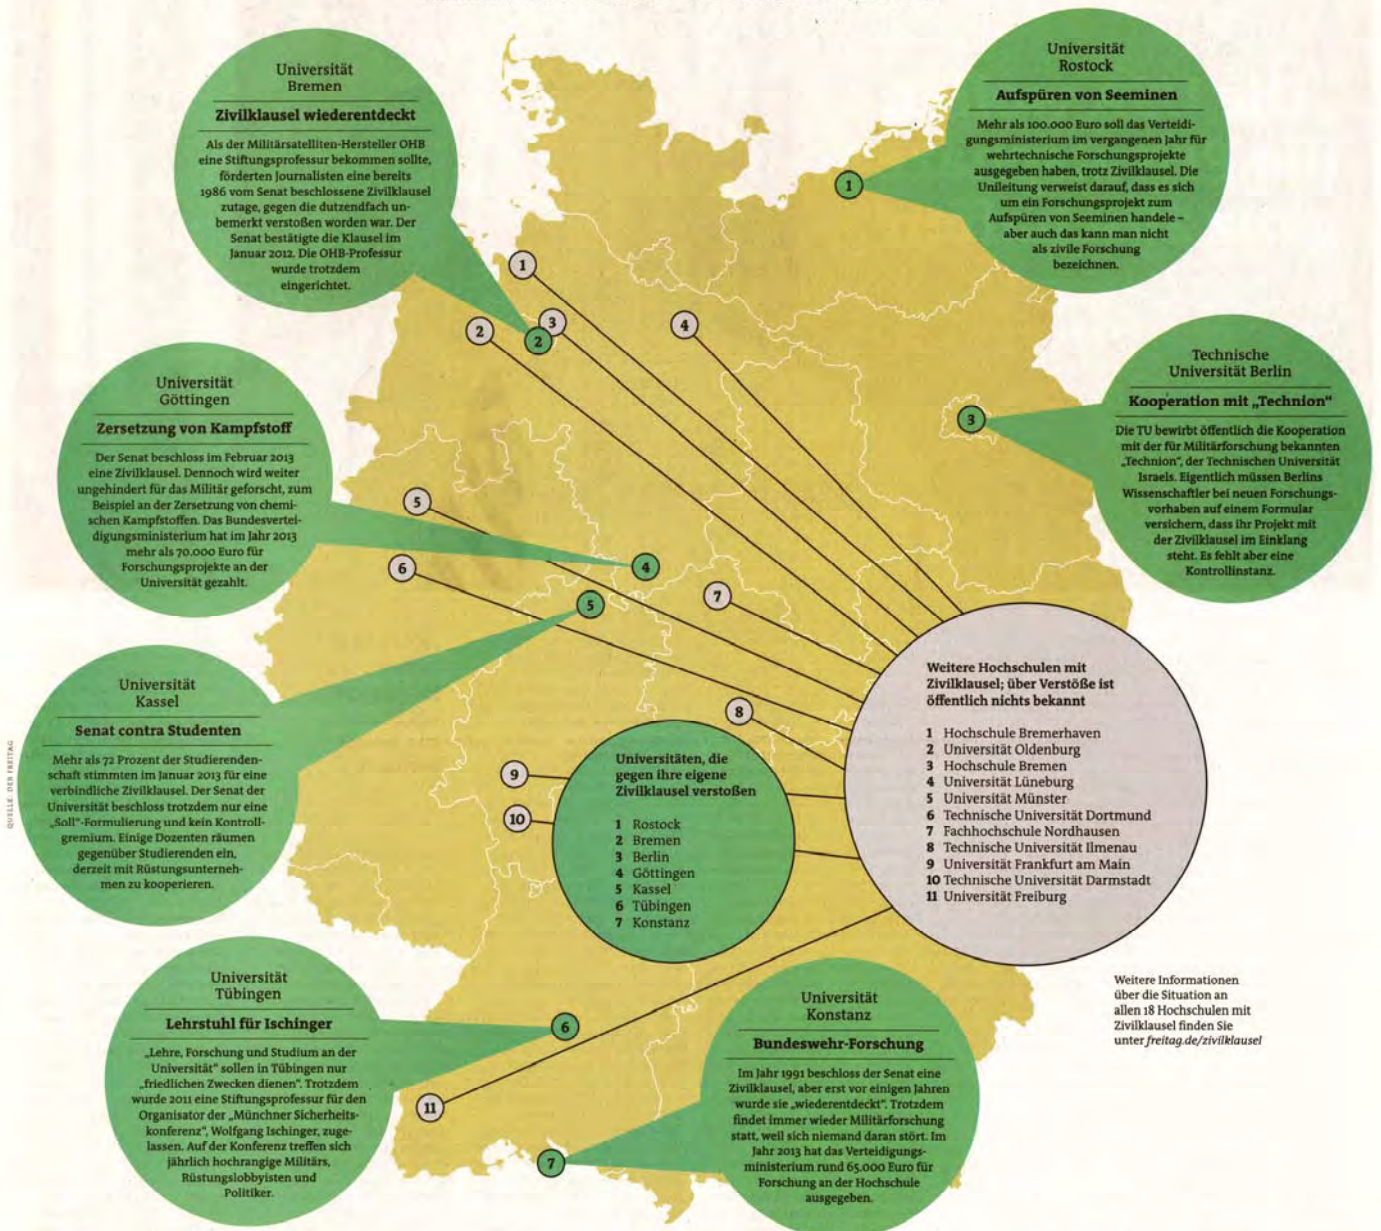 Universität
Bremen
Zivilklausel wiederentdeckt
Als der Militärsatelliten-Hersteller OHB
eine Stiftungsprofessur bekommen sollte,
förderten Journalisten eine bereits
1986 vom Senat beschlossene Zivilklausel
zutage, gegen die dutzendfach un-
bemerkt verstoßen worden war. Der
Senat bestätigte die Klausel im
Januar 2012. Die OHB-Professur
wurde trotzdem
eingerichtet.
Universität
Rostock
Aufspüren von Seeminen
Mehr als 100.000 Euro soll das Verteidi-
gungsministerium im vergangenen Jahr für
wehrtechnische Forschungsprojekte
ausgegeben haben, trotz Zivilklausel. Die
Unileitung verweist darauf, dass es sich
um ein Forschungsprojekt zum
Aufspüren von Seeminen handele –
aber auch das kann man nicht
als zivile Forschung
bezeichnen.
1
1
2
3
2
4
Universität
Göttingen
Zersetzung von Kampfstoff
Der Senat beschloss im Februar 2013
eine Zivilklausel. Dennoch wird weiter
ungehindert für das Militär geforscht, zum
Beispiel an der Zersetzung von chemi-
schen Kampfstoffen. Das Bundesvertei-
digungsministerium hat im Jahr 2013
mehr als 70.000 Euro für
Forschungsprojekte an der
Universität gezahlt.
Technische
Universität Berlin
Kooperation mit „Technion“
Die TU bewirbt öffentlich die Kooperation
mit der für Militärforschung bekannten
„Technion“, der Technischen Universität
Israels. Eigentlich müssen Berlins
Wissenschaftler bei neuen Forschungs-
vorhaben auf einem Formular
versichern, dass ihr Projekt mit
der Zivilklausel im Einklang
steht. Es fehlt aber eine
Kontrollinstanz.
3
5
6
4
5
7
8
9
10
Universität
Kassel
Senat contra Studenten
Mehr als 72 Prozent der Studierenden-
schaft stimmten im Januar 2013 für eine
verbindliche Zivilklausel. Der Senat der
Universität beschloss trotzdem nur eine
„Soll“-Formulierung und kein Kontroll-
gremium. Einige Dozenten räumen
gegenüber Studierenden ein,
derzeit mit Rüstungsunterneh-
men zu kooperieren.
Universitäten, die
gegen ihre eigene
Zivilklausel verstoßen
1 Rostock
2 Bremen
3 Berlin
4 Göttingen
5 Kassel
6 Tübingen
7 Konstanz
Weitere Hochschulen mit
Zivilklausel; über Verstöße ist
öffentlich nichts bekannt
1 Hochschule Bremerhaven
2 Universität Oldenburg
3 Hochschule Bremen
4 Universität Lüneburg
5 Universität Münster
6 Technische Universität Dortmund
7 Fachhochschule Nordhausen
8 Technische Universität Ilmenau
9 Universität Frankfurt am Main
10 Technische Universität Darmstadt
11 Universität Freiburg
QUELLE: DER FREITAG
Universität
Tübingen
Lehrstuhl für Ischinger
„Lehre, Forschung und Studium an der
Universität“ sollen in Tübingen nur
„friedlichen Zwecken dienen“. Trotzdem
wurde 2011 eine Stiftungsprofessur für den
Organisator der „Münchner Sicherheits-
konferenz“, Wolfgang Ischinger, zuge-
lassen. Auf der Konferenz treffen sich
jährlich hochrangige Militärs,
Rüstungslobbyisten und
Politiker.
6
11
7
Universität
Konstanz
Bundeswehr-Forschung
Im Jahr 1991 beschloss der Senat eine
Zivilklausel, aber erst vor einigen Jahren
wurde sie „wiederentdeckt“. Trotzdem
findet immer wieder Militärforschung
statt, weil sich niemand daran stört. Im
Jahr 2013 hat das Verteidigungs-
ministerium rund 65.000 Euro für
Forschung an der Hochschule
ausgegeben.
Weitere Informationen
über die Situation an
allen 18 Hochschulen mit
Zivilklausel finden Sie
unter freitag.de/zivilklausel